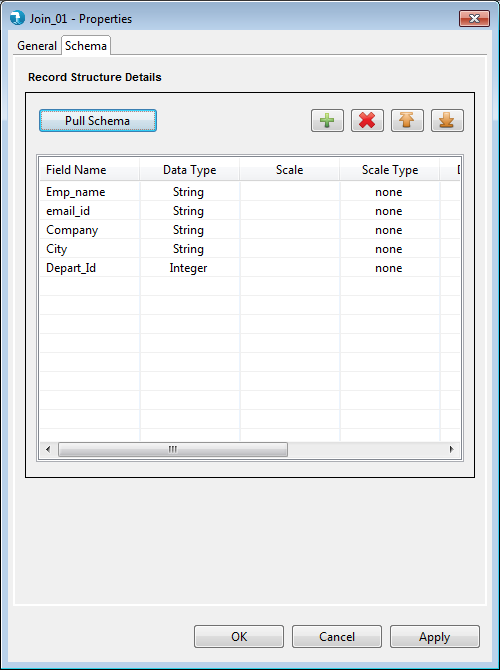 Join_01 - Properties
General Schema
Record Structure Details
Pull Schema
Field Name Data Type Scale Scale Type
Emp_name String none
email_id String none
Company String none
City String none
Depart_Id Integer none
OK Cancel Apply